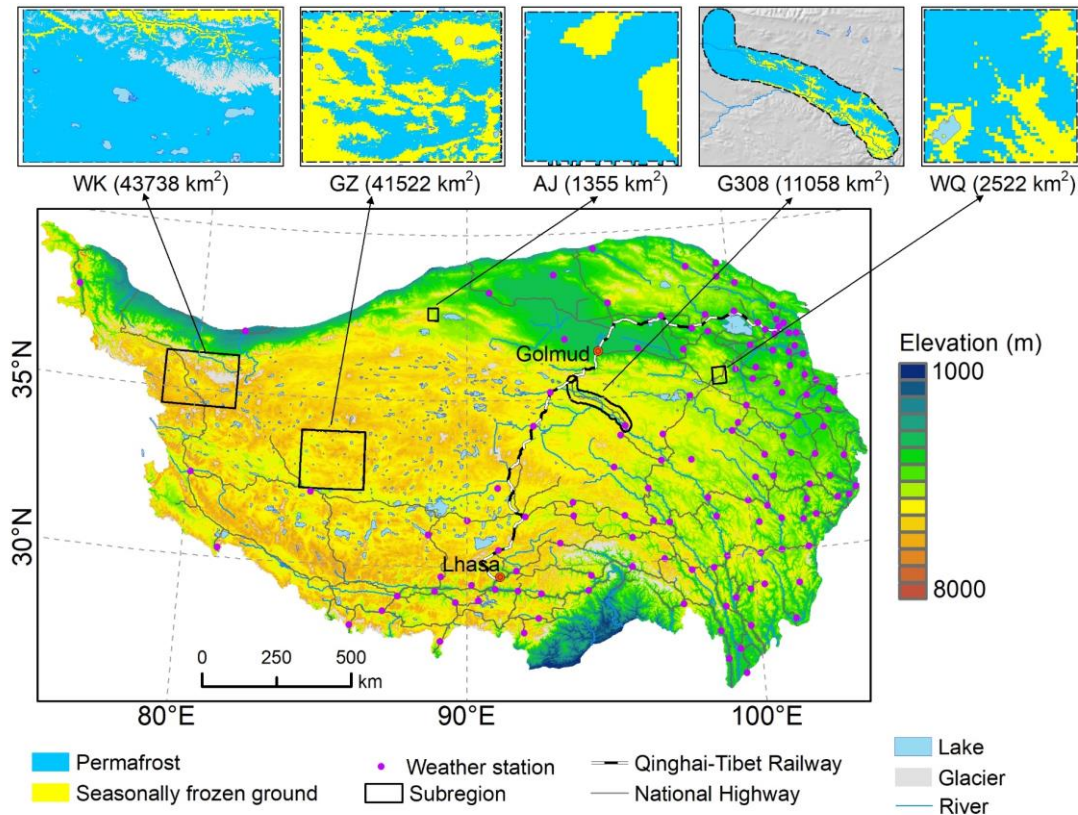 WK (43738 km²)
GZ (41522 km²)
AJ (1355 km²)
G308 (11058 km²)
WQ (2522 km²)
35°N
30°N
Golmud
Lhasa
Elevation (m)
1000
8000
0 250 500
km
80°E
90°E
100°E
Permafrost
Seasonally frozen ground
Weather station
Subregion
Qinghai-Tibet Railway
National Highway
Lake
Glacier
River